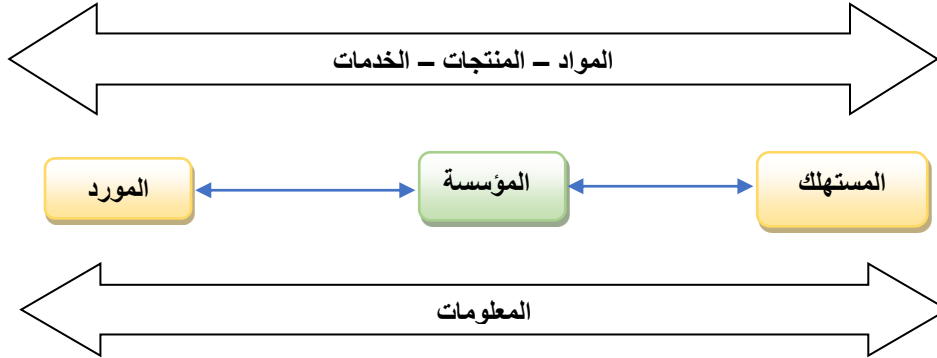 المواد – المنتجات – الخدمات
المستهلك
المؤسسة
المورد
المعلومات